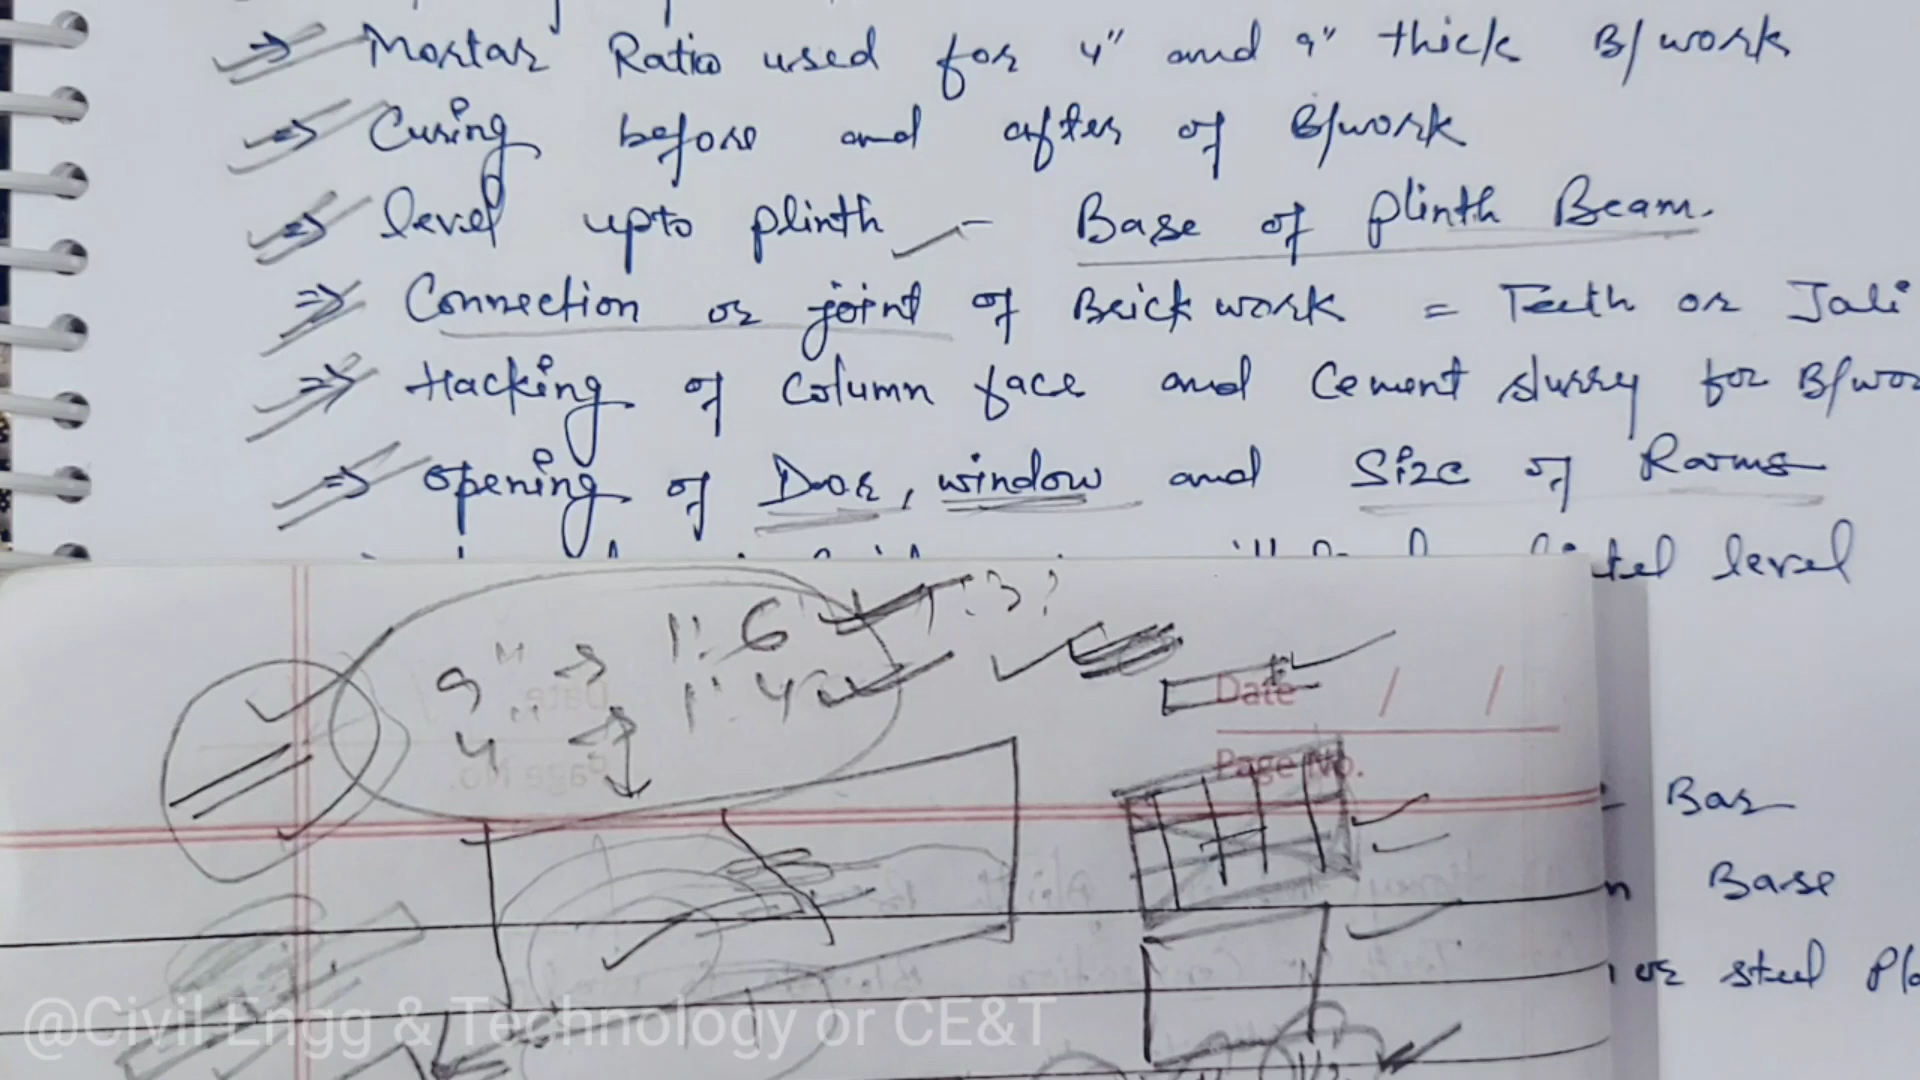 ⇒ Mortar Ratio used for 4" and 9" thick B/work
⇒ Curing before and after of B/work
⇒ level upto plinth - Base of plinth Beam.
⇒ Connection or joint of Brick work = Teeth or Jali
⇒ Hacking of column face and Cement slurry for B/wor
⇒ opening of Door, window and Size of Rooms
level
9" → 1:6
4" → 1:4
Date / /
Page No.
Bar
Base
or steel
@Civil Engg & Technology or CE&T